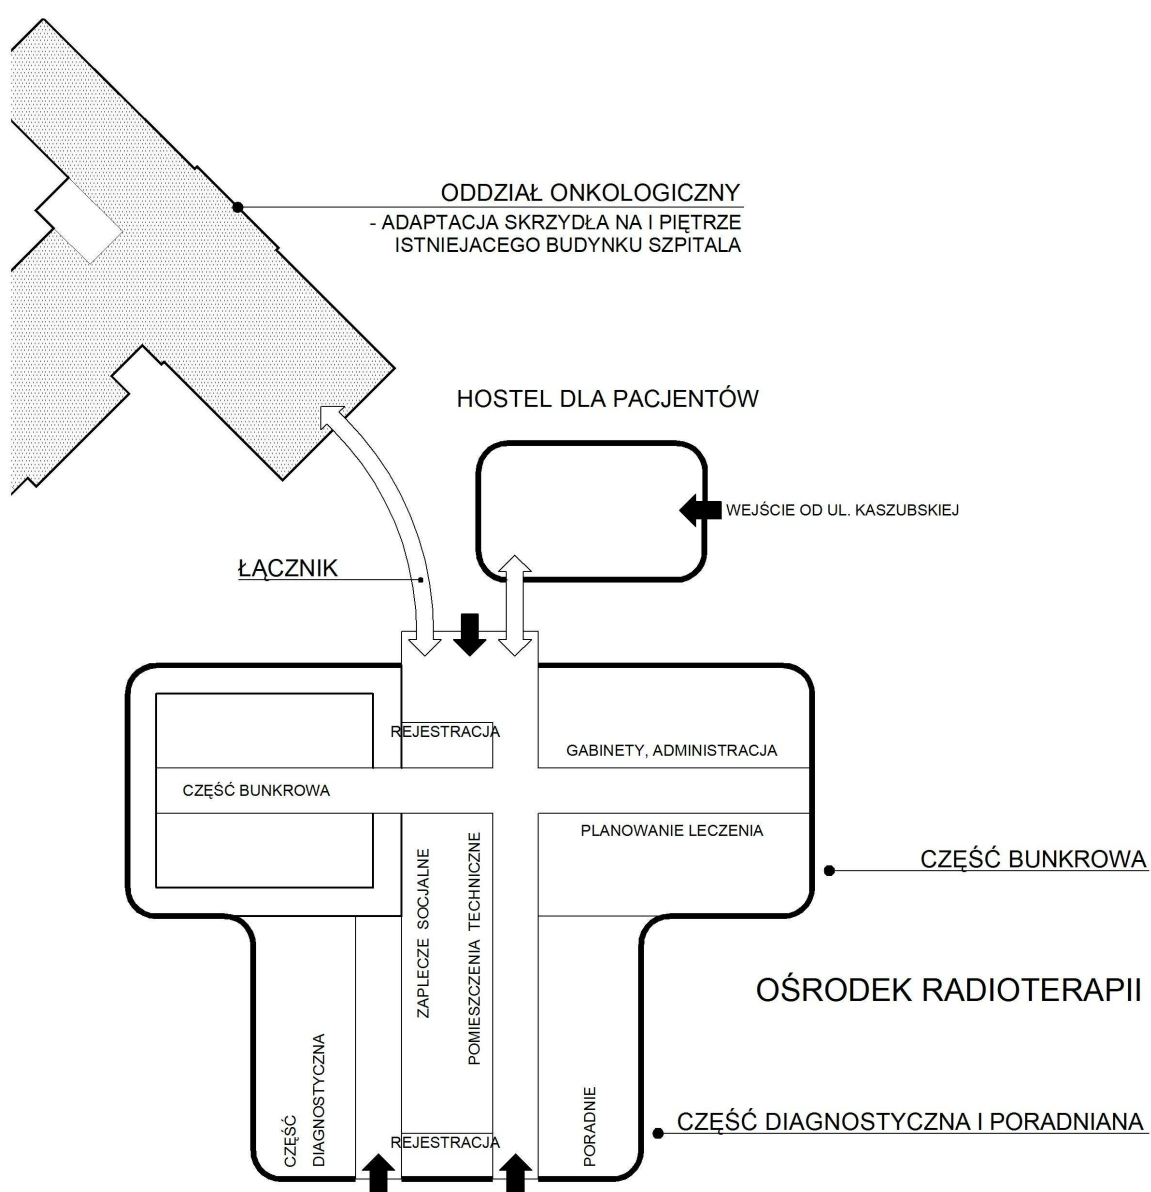 ODDZIAŁ ONKOLOGICZNY
- ADAPTACJA SKRZYDŁA NA I PIĘTRZE
ISTNIEJACEGO BUDYNKU SZPITALA
HOSTEL DLA PACJENTÓW
WEJŚCIE OD UL. KASZUBSKIEJ
ŁĄCZNIK
REJESTRACJA
GABINETY, ADMINISTRACJA
CZĘŚĆ BUNKROWA
PLANOWANIE LECZENIA
CZĘŚĆ BUNKROWA
ZAPLECZE SOCJALNE
POMIESZCZENIA TECHNICZNE
OŚRODEK RADIOTERAPII
CZĘŚĆ
DIAGNOSTYCZNA
PORADNIE
CZĘŚĆ DIAGNOSTYCZNA I PORADNIANA
REJESTRACJA